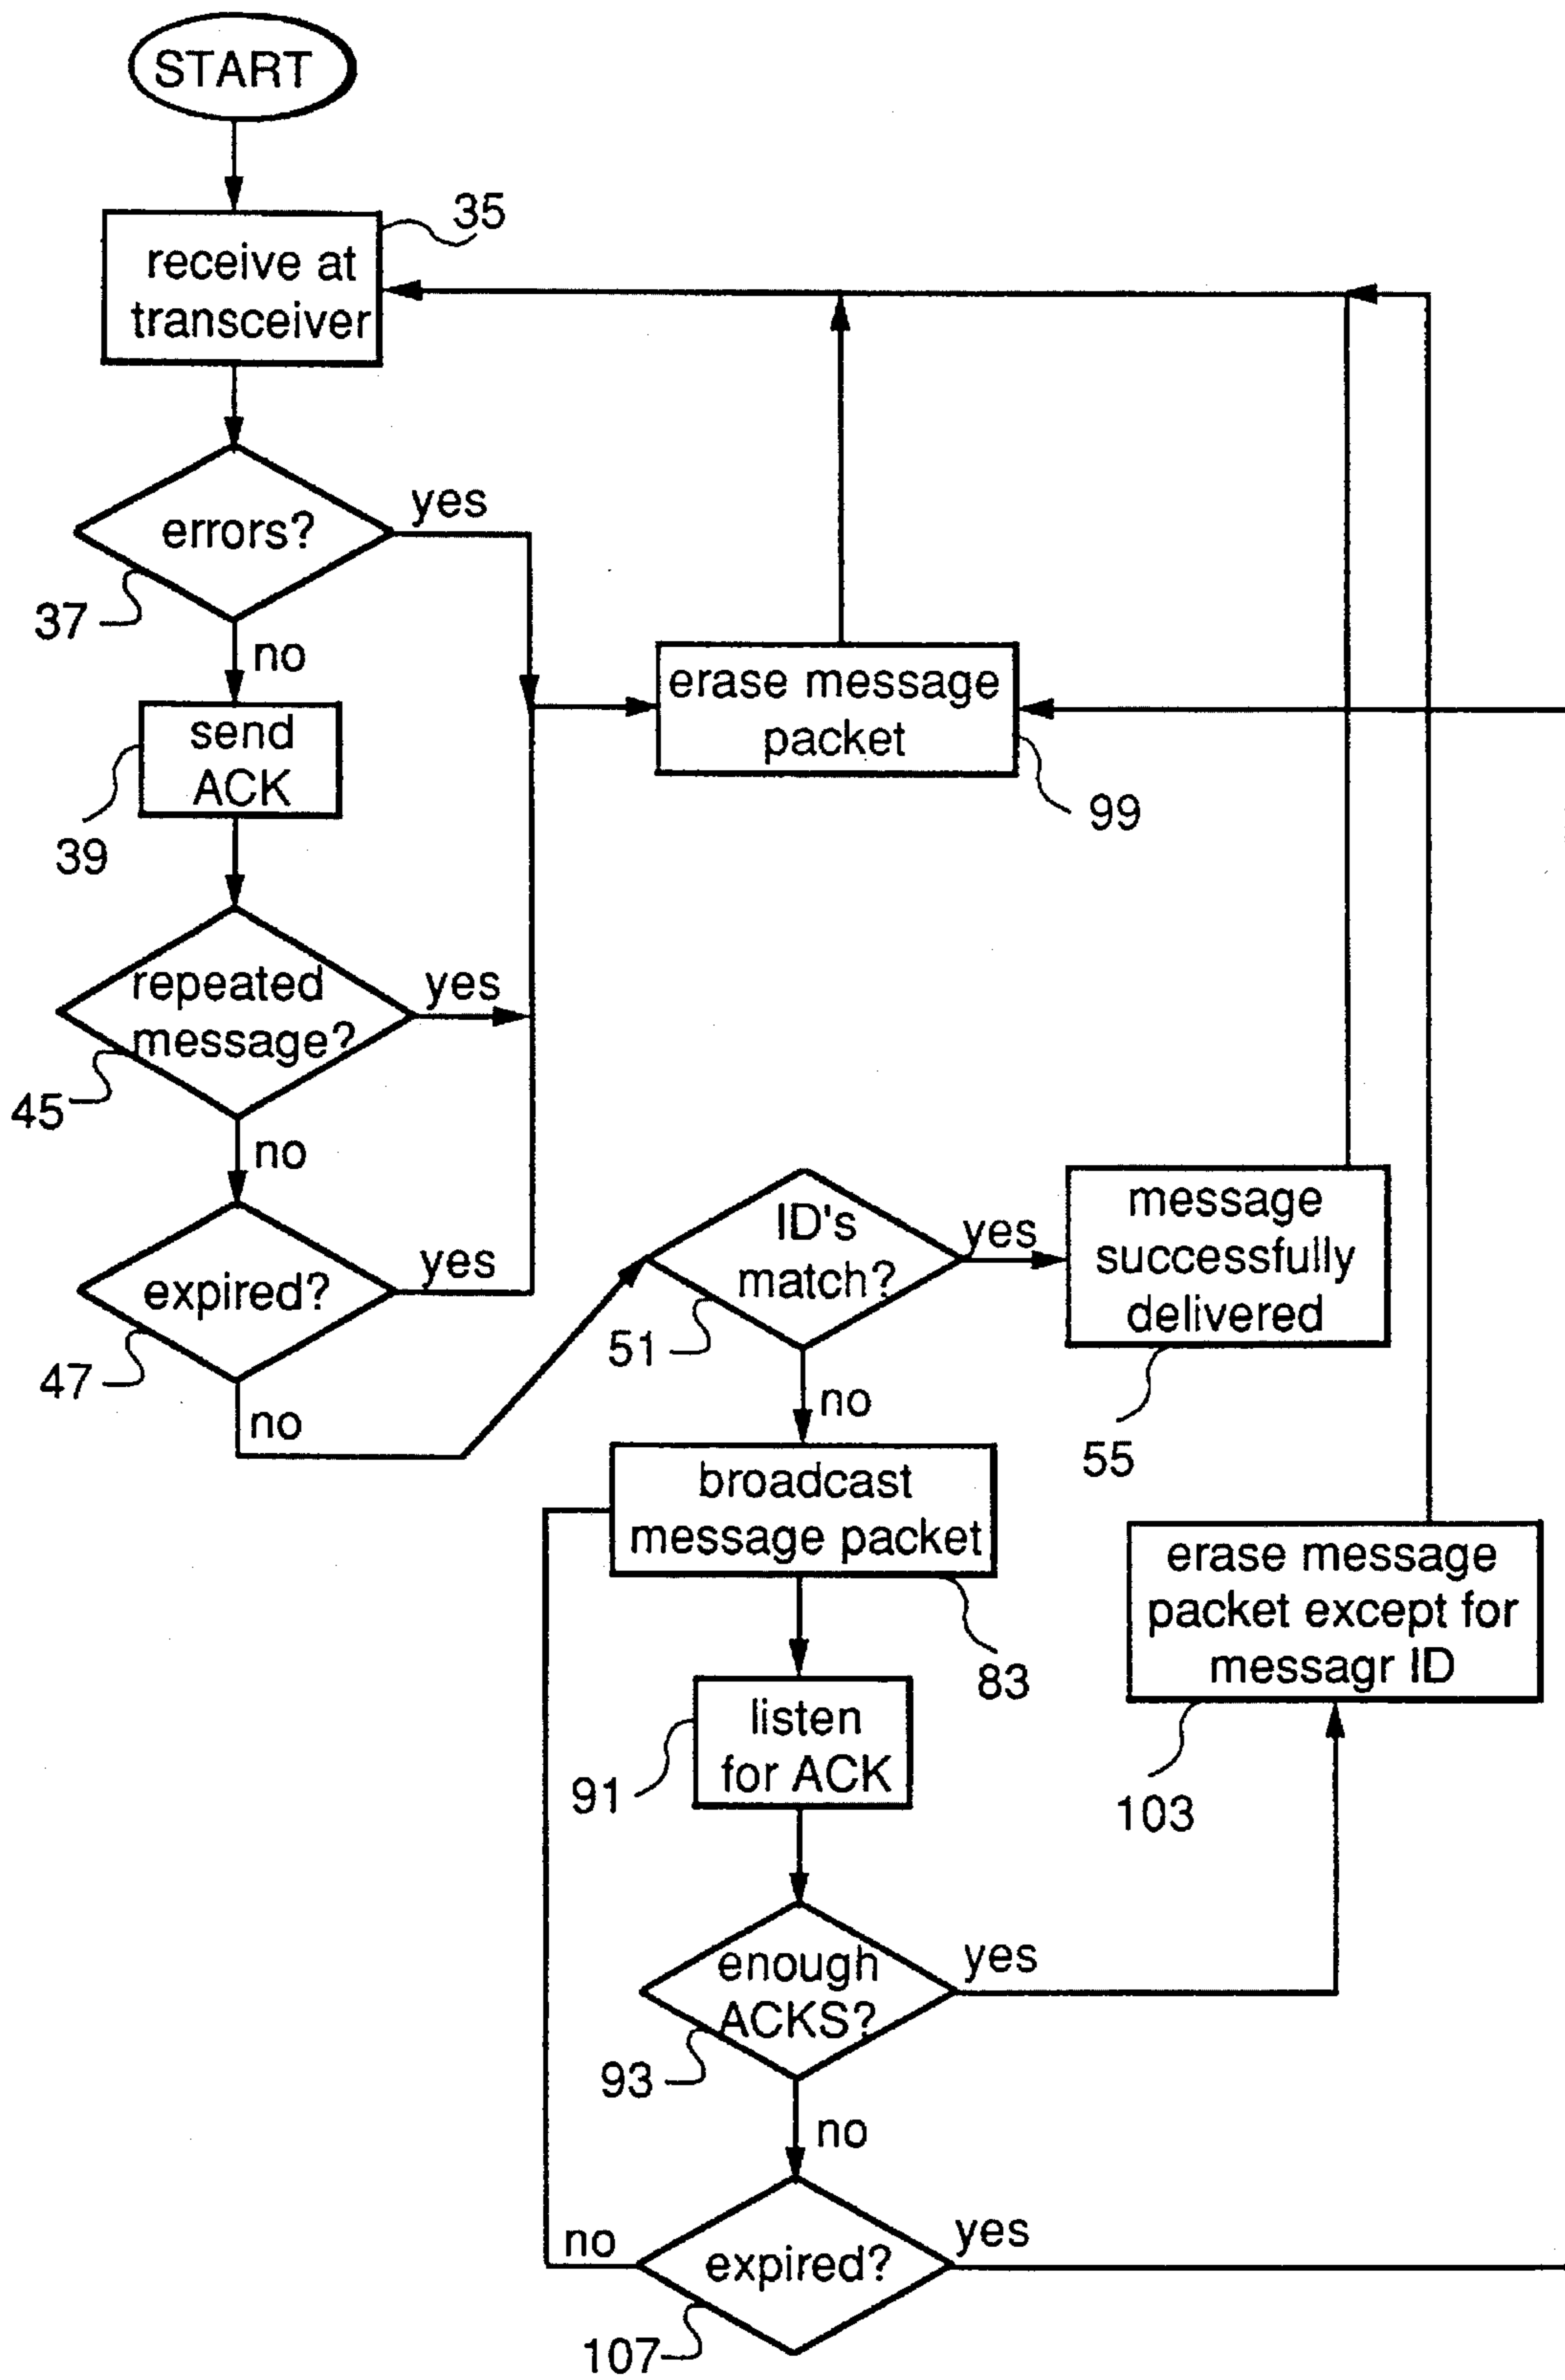 START
35
receive at
transceiver
errors?
yes
37
no
send
ACK
39
erase message
packet
99
repeated
message?
yes
45
no
expired?
yes
47
no
ID's
match?
yes
51
no
message
successfully
delivered
55
broadcast
message packet
83
erase message
packet except for
messagr ID
103
listen
for ACK
91
enough
ACKS?
yes
93
no
expired?
no
yes
107